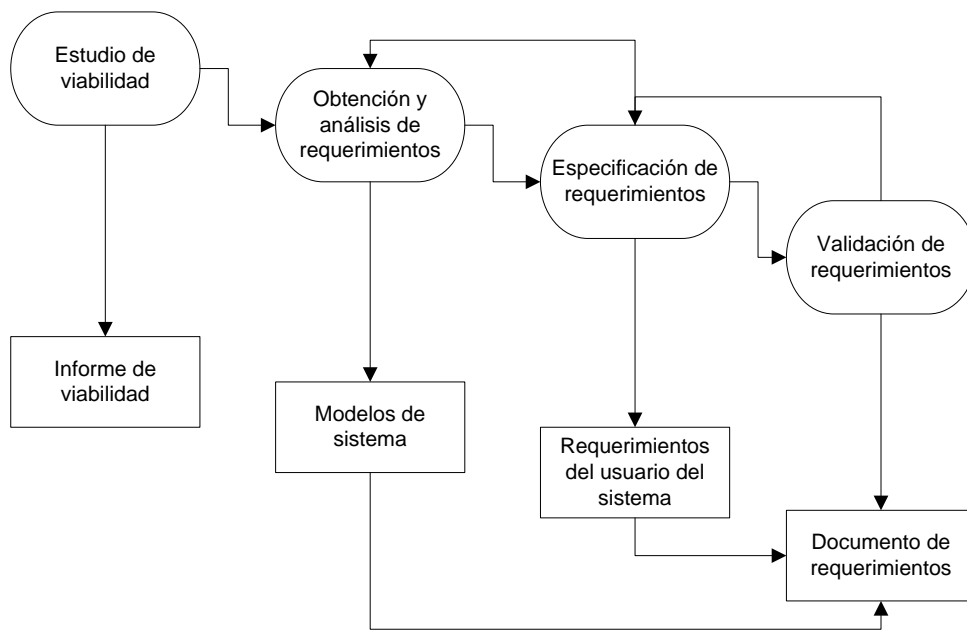 Estudio de
viabilidad
Obtención y
análisis de
requerimientos
Especificación de
requerimientos
Validación de
requerimientos
Informe de
viabilidad
Modelos de
sistema
Requerimientos
del usuario del
sistema
Documento de
requerimientos